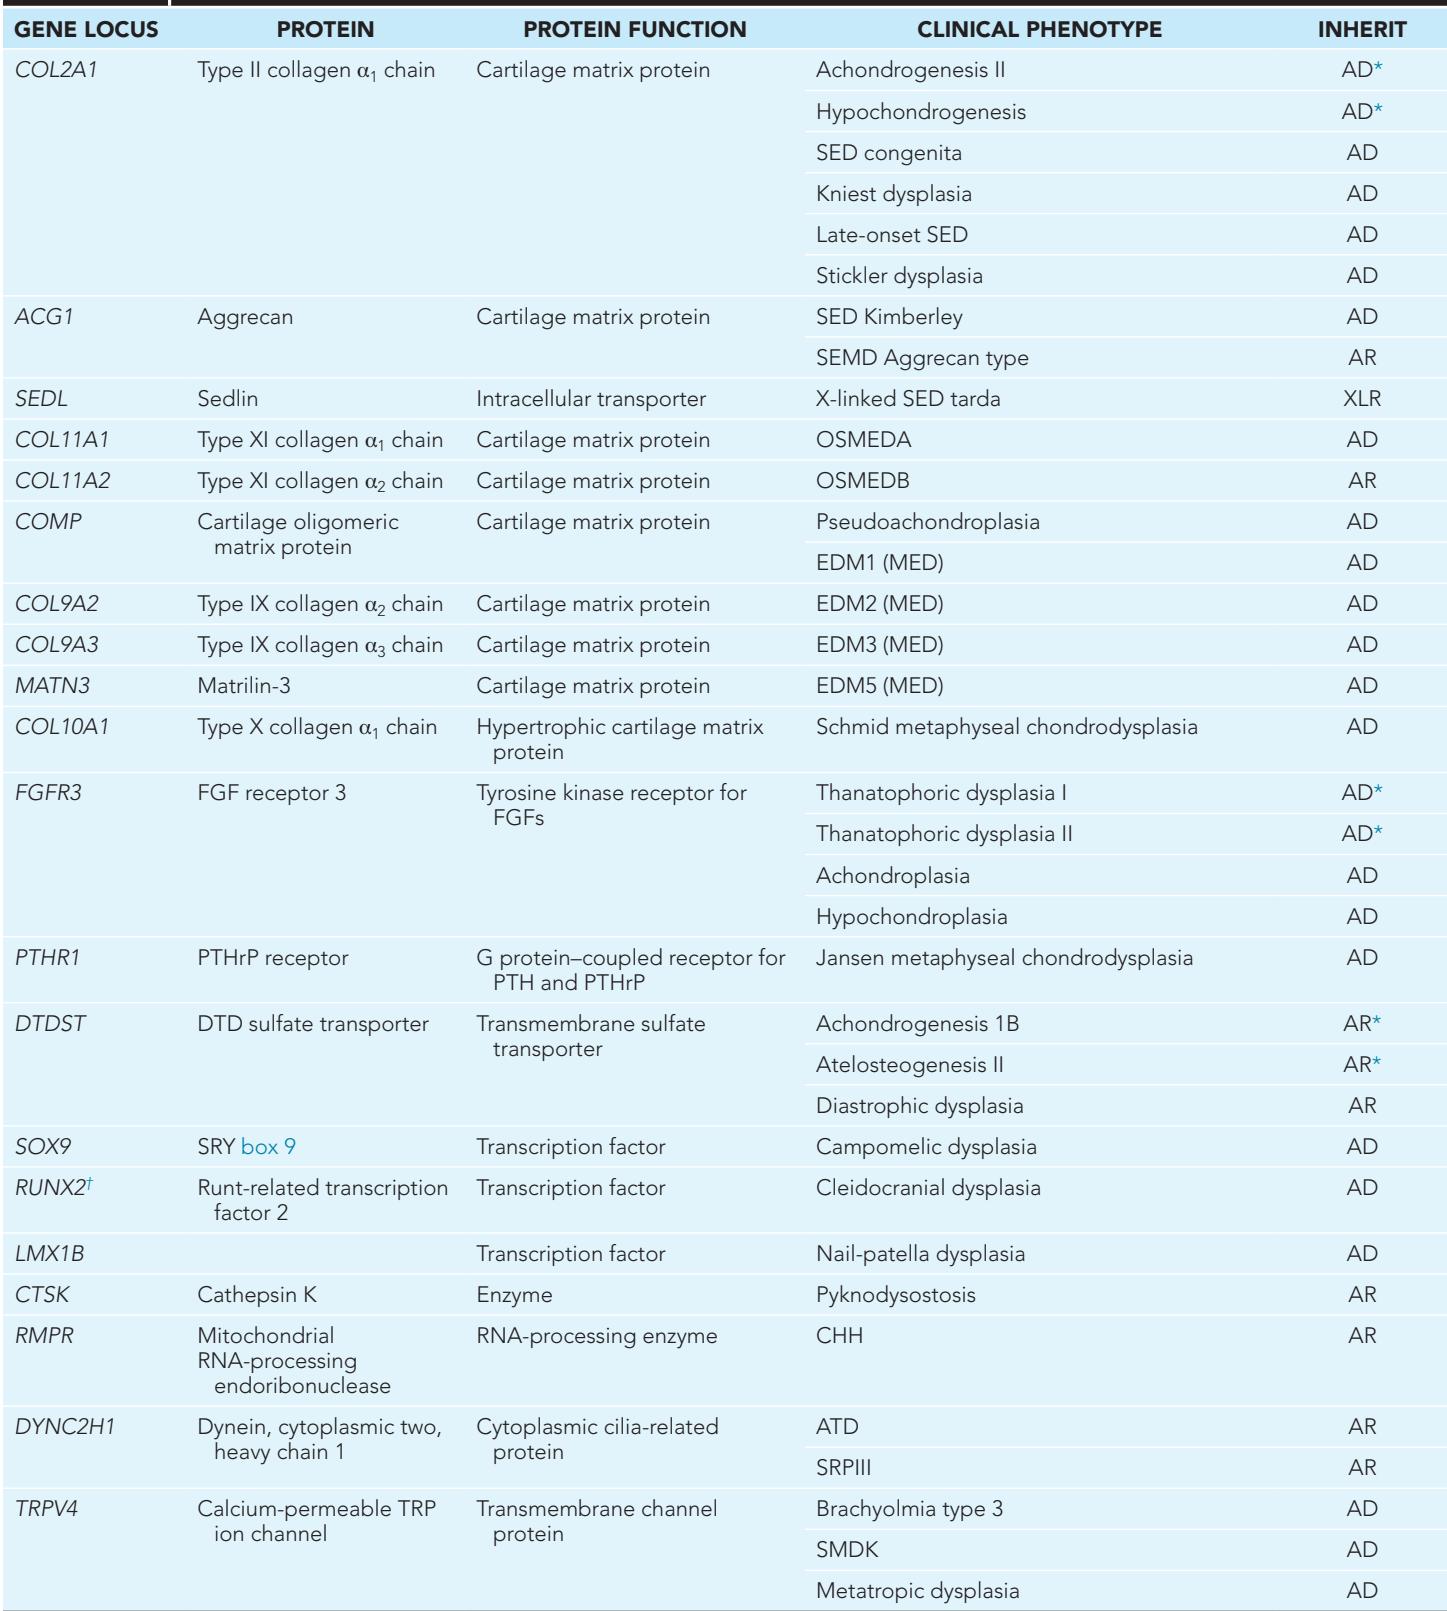 GENE LOCUS PROTEIN PROTEIN FUNCTION CLINICAL PHENOTYPE INHERIT
COL2A1 Type II collagen α₁ chain Cartilage matrix protein Achondrogenesis II AD*
Hypochondrogenesis AD*
SED congenita AD
Kniest dysplasia AD
Late-onset SED AD
Stickler dysplasia AD
ACG1 Aggrecan Cartilage matrix protein SED Kimberley AD
SEMD Aggrecan type AR
SEDL Sedlin Intracellular transporter X-linked SED tarda XLR
COL11A1 Type XI collagen α₁ chain Cartilage matrix protein OSMEDA AD
COL11A2 Type XI collagen α₂ chain Cartilage matrix protein OSMEDB AR
COMP Cartilage oligomeric Cartilage matrix protein Pseudoachondroplasia AD
matrix protein
EDM1 (MED) AD
COL9A2 Type IX collagen α₂ chain Cartilage matrix protein EDM2 (MED) AD
COL9A3 Type IX collagen α₃ chain Cartilage matrix protein EDM3 (MED) AD
MATN3 Matrilin-3 Cartilage matrix protein EDM5 (MED) AD
COL10A1 Type X collagen α₁ chain Hypertrophic cartilage matrix Schmid metaphyseal chondrodysplasia AD
protein
FGFR3 FGF receptor 3 Tyrosine kinase receptor for Thanatophoric dysplasia I AD*
FGFs
Thanatophoric dysplasia II AD*
Achondroplasia AD
Hypochondroplasia AD
PTHR1 PTHrP receptor G protein–coupled receptor for Jansen metaphyseal chondrodysplasia AD
PTH and PTHrP
DTDST DTD sulfate transporter Transmembrane sulfate Achondrogenesis 1B AR*
transporter
Atelosteogenesis II AR*
Diastrophic dysplasia AR
SOX9 SRY box 9 Transcription factor Campomelic dysplasia AD
RUNX2† Runt-related transcription Transcription factor Cleidocranial dysplasia AD
factor 2
LMX1B Transcription factor Nail-patella dysplasia AD
CTSK Cathepsin K Enzyme Pyknodysostosis AR
RMPR Mitochondrial RNA-processing enzyme CHH AR
RNA-processing
endoribonuclease
DYNC2H1 Dynein, cytoplasmic two, Cytoplasmic cilia-related ATD AR
heavy chain 1 protein
SRPIII AR
TRPV4 Calcium-permeable TRP Transmembrane channel Brachyolmia type 3 AD
ion channel protein
SMDK AD
Metatropic dysplasia AD